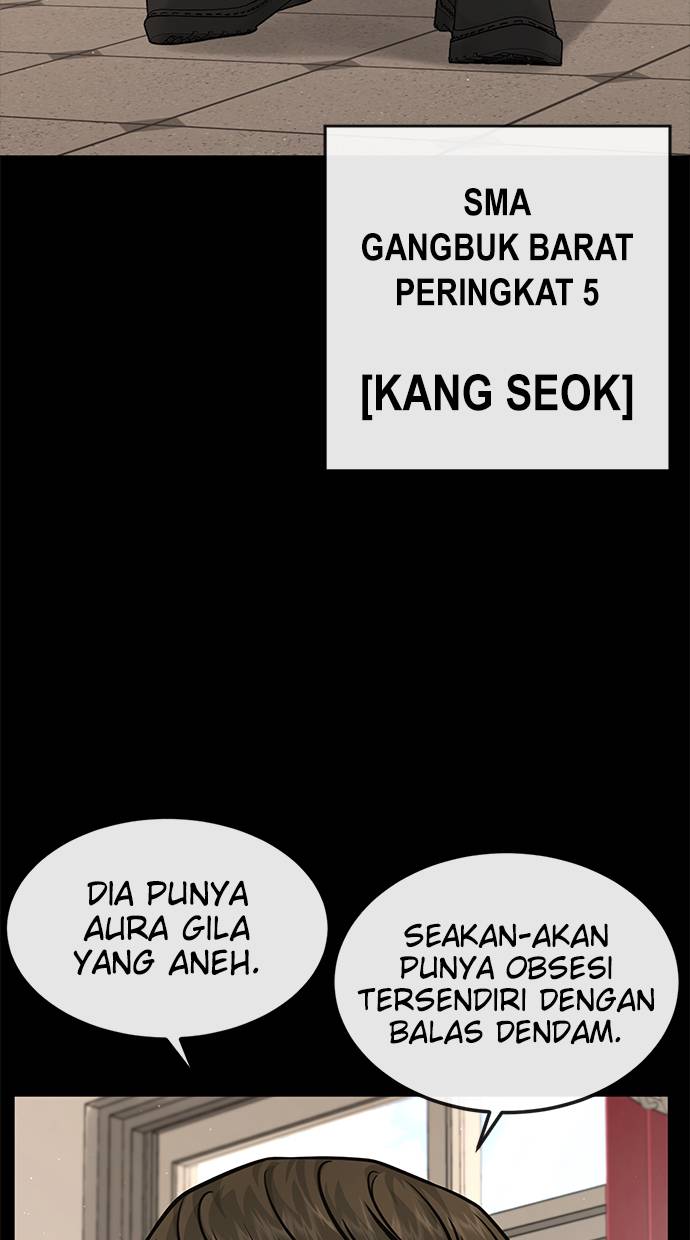 SMA
GANGBUK BARAT
PERINGKAT 5
[KANG SEOK]
DIA PUNYA
AURA GILA
YANG ANEH.
SEAKAN-AKAN
PUNYA OBSESI
TERSENDIRI DENGAN
BALAS DENDAM.